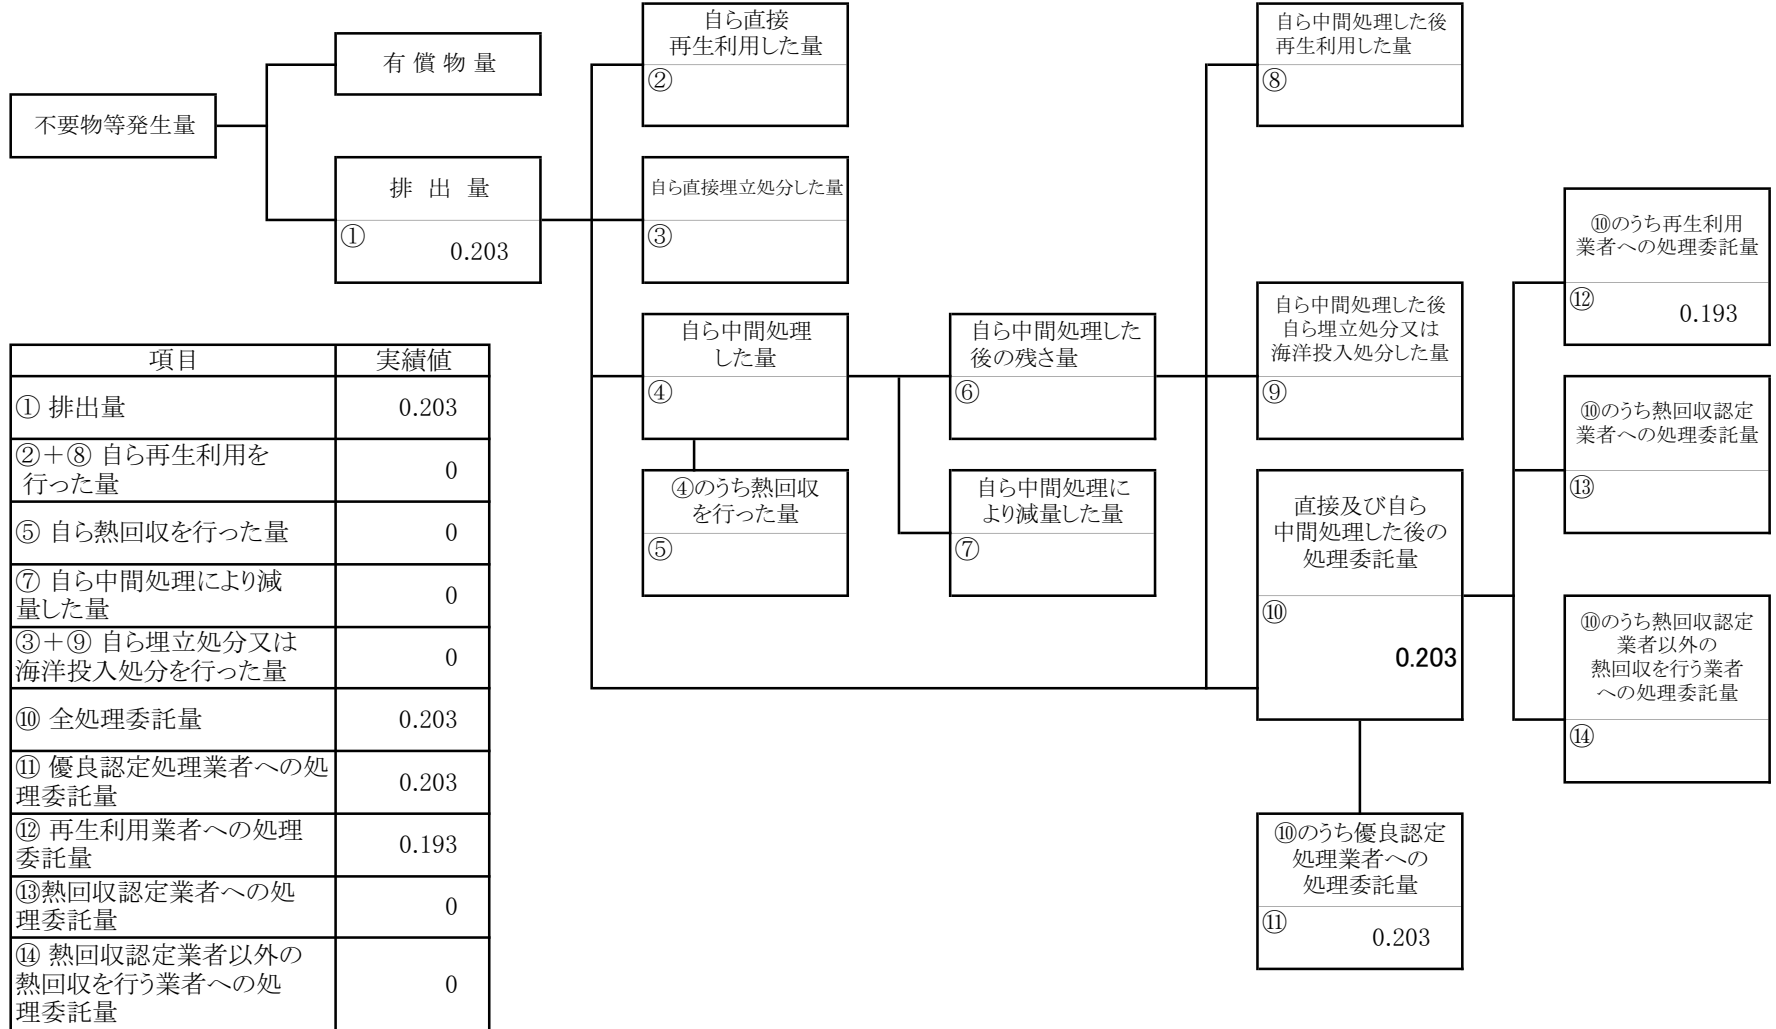 不要物等発生量
有 償 物 量
排 出 量
①
0.203
自ら直接
再生利用した量
②
自ら直接埋立処分した量
③
自ら中間処理
した量
④
④のうち熱回収
を行った量
⑤
自ら中間処理した
後の残さ量
⑥
自ら中間処理に
より減量した量
⑦
自ら中間処理した後
再生利用した量
⑧
自ら中間処理した後
自ら埋立処分又は
海洋投入処分した量
⑨
直接及び自ら
中間処理した後の
処理委託量
⑩
0.203
⑩のうち優良認定
処理業者への
処理委託量
⑪
0.203
⑩のうち再生利用
業者への処理委託量
⑫
0.193
⑩のうち熱回収認定
業者への処理委託量
⑬
⑩のうち熱回収認定
業者以外の
熱回収を行う業者
への処理委託量
⑭
項目 実績値
① 排出量 0.203
②＋⑧ 自ら再生利用を
行った量 0
⑤ 自ら熱回収を行った量 0
⑦ 自ら中間処理により減
量した量 0
③＋⑨ 自ら埋立処分又は
海洋投入処分を行った量 0
⑩ 全処理委託量 0.203
⑪ 優良認定処理業者への処
理委託量 0.203
⑫ 再生利用業者への処理
委託量 0.193
⑬熱回収認定業者への処
理委託量 0
⑭ 熱回収認定業者以外の
熱回収を行う業者への処
理委託量 0